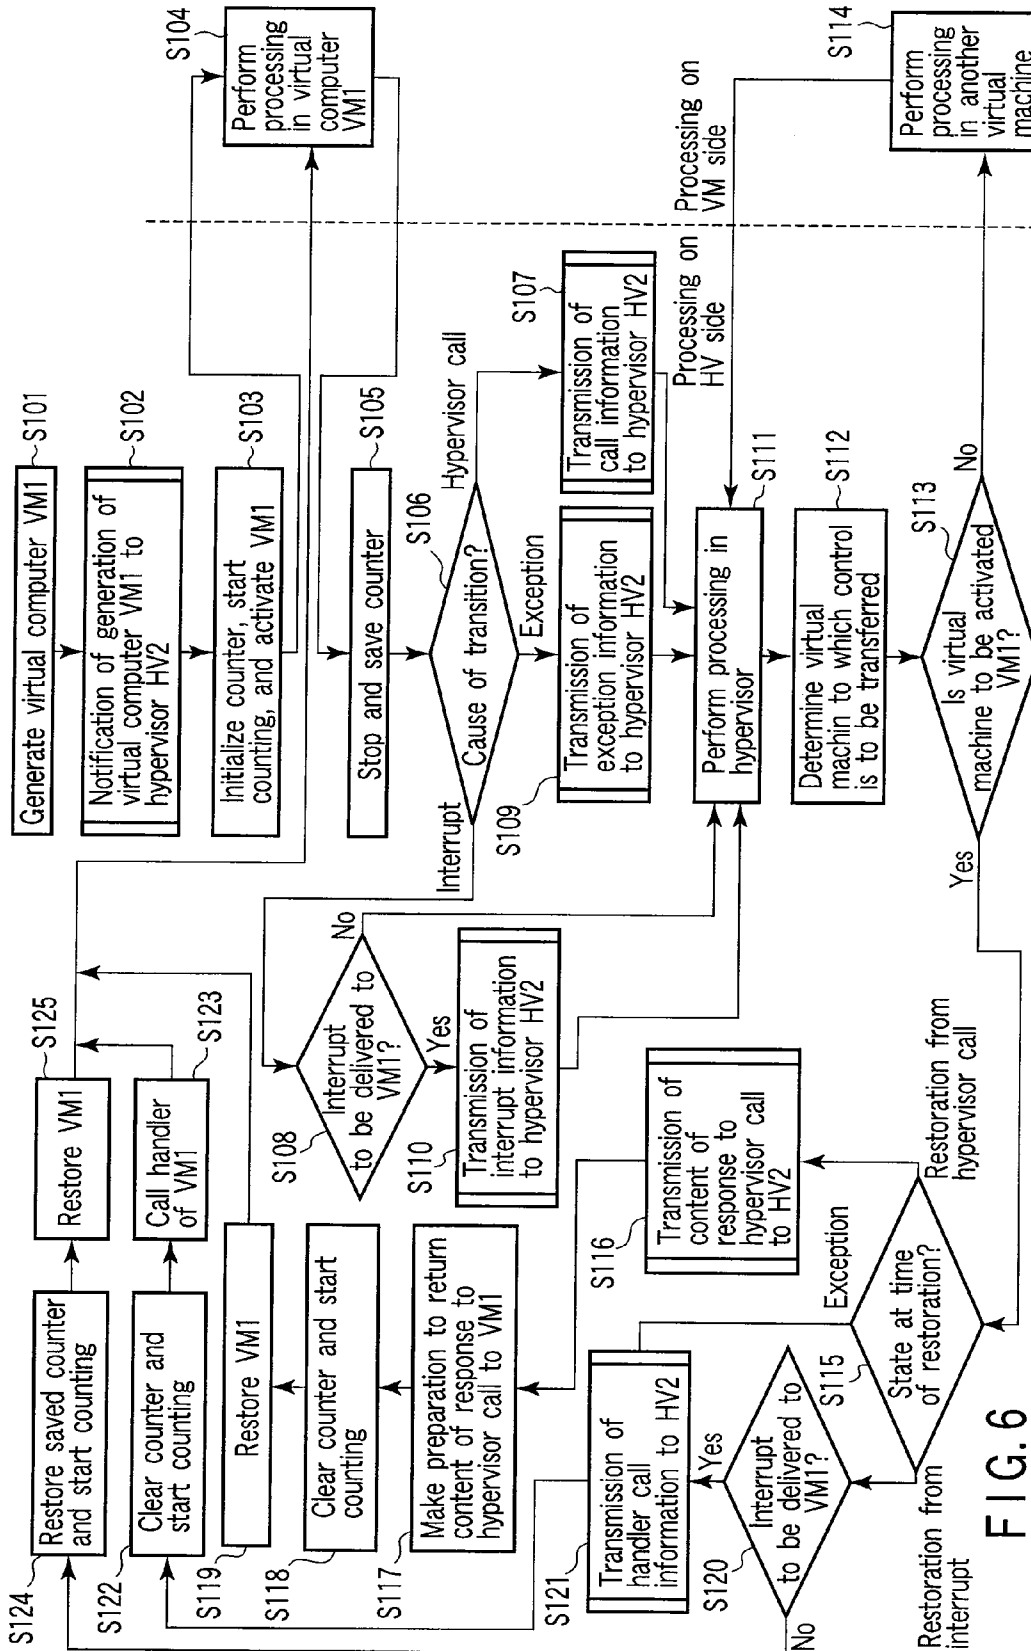 S101
Generate virtual computer VM1
S102
Notification of generation of
virtual computer VM1 to
hypervisor HV2
S103
Initialize counter, start
counting, and activate VM1
S104
Perform
processing
in virtual
computer
VM1
S105
Stop and save counter
S106
Cause of transition?
Hypervisor call
Exception
Interrupt
S107
Transmission of
call information
to hypervisor HV2
S109
Transmission of
exception information
to hypervisor HV2
S108
Interrupt
to be delivered to
VM1?
No
Yes
S110
Transmission of
interrupt information
to hypervisor HV2
Processing on
HV side
Processing on
VM side
S111
Perform processing in
hypervisor
S112
Determine virtual
machin to which control
is to be transferred
S113
Is virtual
machine to be activated
VM1?
No
Yes
S114
Perform
processing
in another
virtual
machine
S115
State at time
of restoration?
Restoration from
hypervisor call
Exception
Restoration from
interrupt
S116
Transmission of
content of
response to
hypervisor call
to HV2
S117
Make preparation to return
content of response to
hypervisor call to VM1
S118
Clear counter and start
counting
S119
Restore VM1
S120
Interrupt
to be delivered to
VM1?
Yes
No
S121
Transmission of
handler call
information to HV2
S122
Clear counter and
start counting
S123
Call handler
of VM1
S124
Restore saved counter
and start counting
S125
Restore VM1
FIG. 6